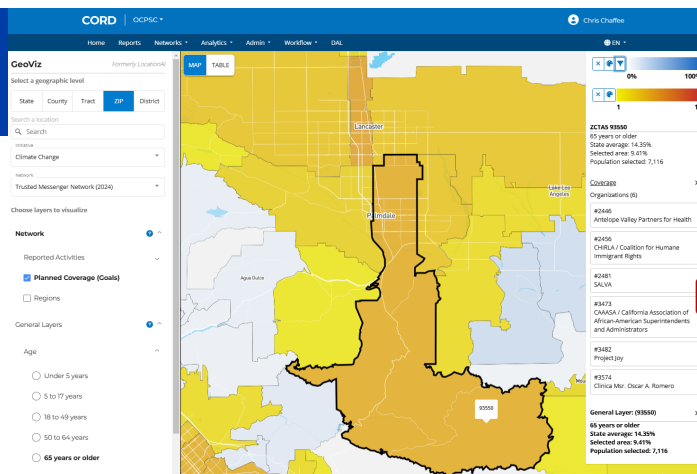 CORD OCPSC
Chris Chaffee
Home Reports Networks Analytics Admin Workflow DAL
EN
GeoViz
Formerly LocationAI
Select a geographic level
State County Tract ZIP District
Search a location
Search
Initiative
Climate Change
Network
Trusted Messenger Network (2024)
Choose layers to visualize
Network
Reported Activities
Planned Coverage (Goals)
Regions
General Layers
Age
Under 5 years
5 to 17 years
18 to 49 years
50 to 64 years
65 years or older
MAP TABLE
Lancaster
Lake Los
Angeles
Palmdale
Agua Dulce
93550
0% 100%
1 1
ZCTA5 93550
65 years or older
State average: 14.35%
Selected area: 9.41%
Population selected: 7,116
Coverage
Organizations (6)
#2446
Antelope Valley Partners for Health
#2456
CHIRLA / Coalition for Humane
Immigrant Rights
#2481
SALVA
#3473
CAAASA / California Association of
African-American Superintendents
and Administrators
#3482
Project Joy
#3574
Clinica Msr. Oscar A. Romero
General Layer: (93550)
65 years or older
State average: 14.35%
Selected area: 9.41%
Population selected: 7,116